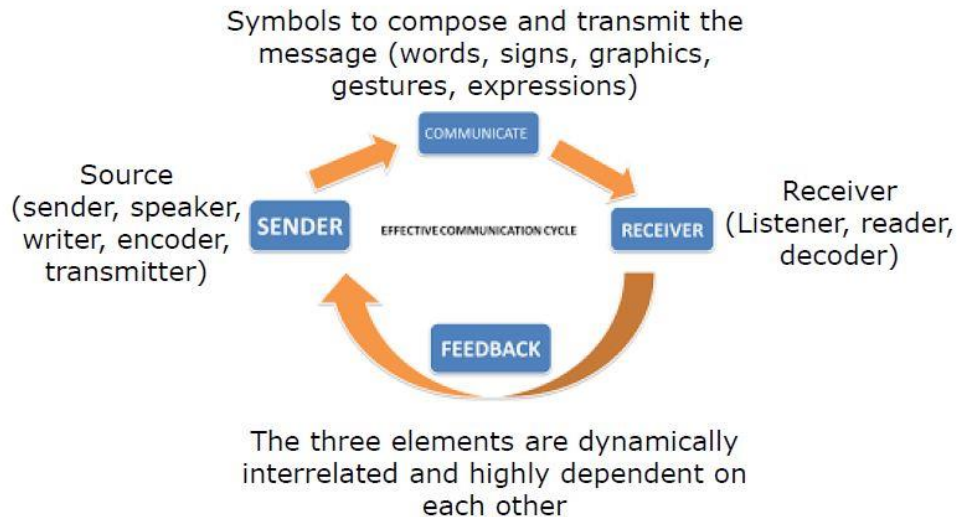 Symbols to compose and transmit the
message (words, signs, graphics,
gestures, expressions)
COMMUNICATE
Source
(sender, speaker,
writer, encoder,
transmitter)
SENDER
EFFECTIVE COMMUNICATION CYCLE
RECEIVER
Receiver
(Listener, reader,
decoder)
FEEDBACK
The three elements are dynamically
interrelated and highly dependent on
each other